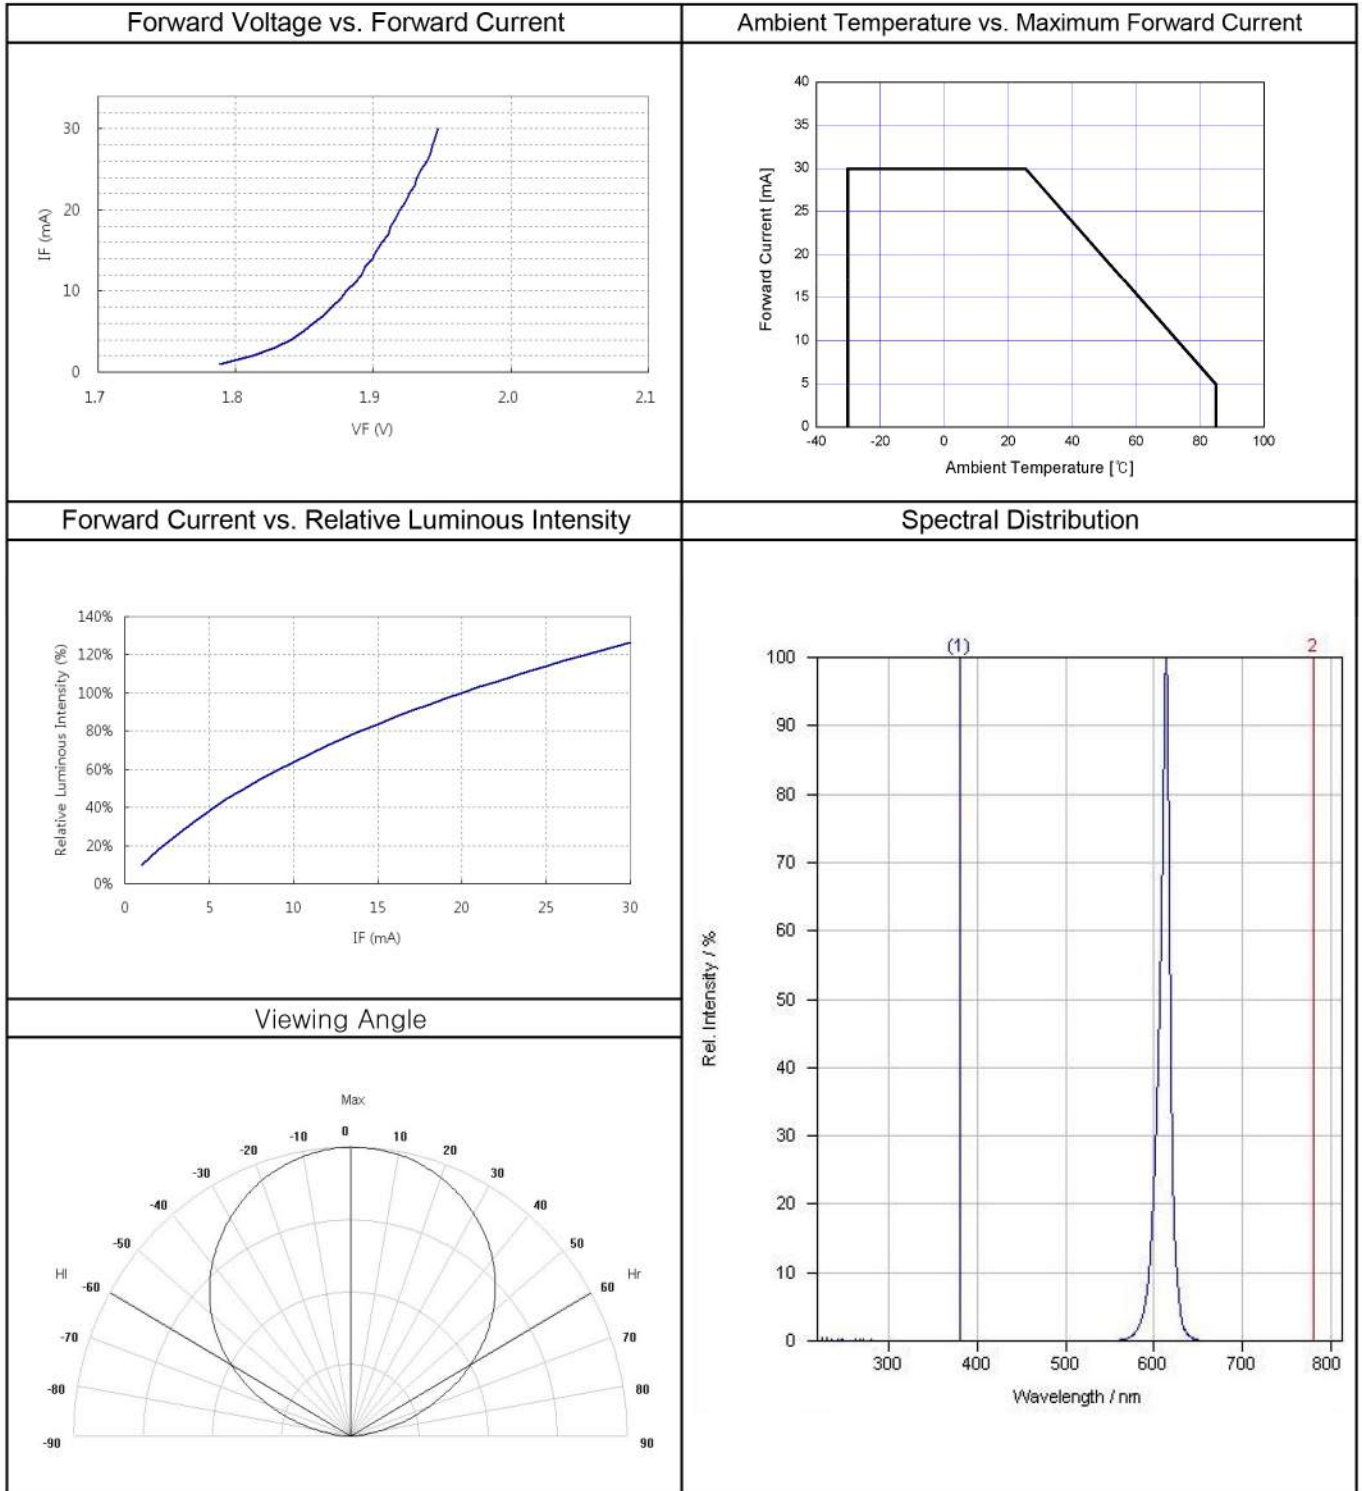 Forward Voltage vs. Forward Current
30
20
10
0
IF (mA)
1.7 1.8 1.9 2.0 2.1
VF (V)
Ambient Temperature vs. Maximum Forward Current
40
35
30
25
20
15
10
5
0
Forward Current [mA]
-40 -20 0 20 40 60 80 100
Ambient Temperature [℃]
Forward Current vs. Relative Luminous Intensity
140%
120%
100%
80%
60%
40%
20%
0%
Relative Luminous Intensity (%)
0 5 10 15 20 25 30
IF (mA)
Spectral Distribution
(1) 2
100
90
80
70
60
50
40
30
20
10
0
Rel. Intensity / %
300 400 500 600 700 800
Wavelength / nm
Viewing Angle
Max
-10 0 10
-20 20
-30 30
-40 40
-50 50
Hl Hr
-60 60
-70 70
-80 80
-90 90